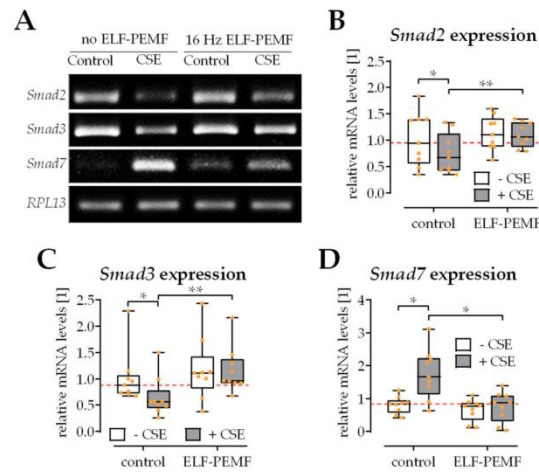 A
no ELF-PEMF 16 Hz ELF-PEMF
Control CSE Control CSE
Smad2
Smad3
Smad7
RPL13
B
Smad2 expression
relative mRNA levels [1]
2.0
1.5
1.0
0.5
0.0
*
**
- CSE
+ CSE
control ELF-PEMF
C
Smad3 expression
relative mRNA levels [1]
2.5
2.0
1.5
1.0
0.5
0.0
*
**
- CSE + CSE
control ELF-PEMF
D
Smad7 expression
relative mRNA levels [1]
4
3
2
1
0
*
*
- CSE
+ CSE
control ELF-PEMF